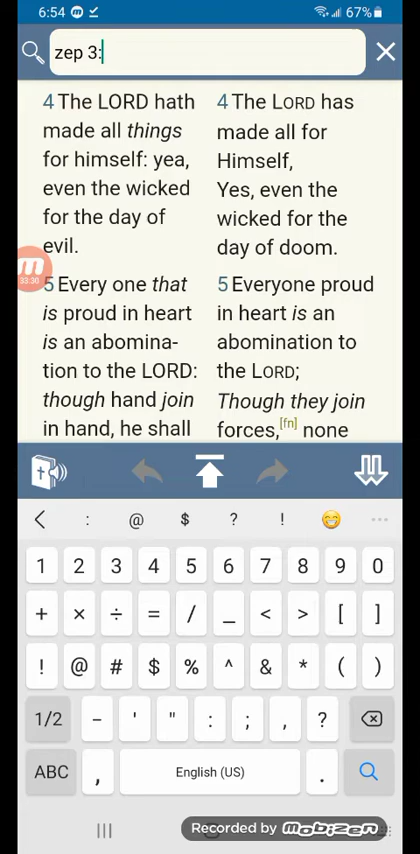 6:54 67%
zep 3:
4 The LORD hath
made all things
for himself: yea,
even the wicked
for the day of
evil.
5 Every one that
is proud in heart
is an abomina-
tion to the LORD:
though hand join
in hand, he shall
4 The LORD has
made all for
Himself,
Yes, even the
wicked for the
day of doom.
5 Everyone proud
in heart is an
abomination to
the LORD;
Though they join
forces,[fn] none
33:36
: @ $ ? ! ...
1 2 3 4 5 6 7 8 9 0
+ × ÷ = / _ < > [ ]
! @ # $ % ^ & * ( )
1/2 - ' " : ; , ?
ABC , English (US) .
Recorded by mobizen